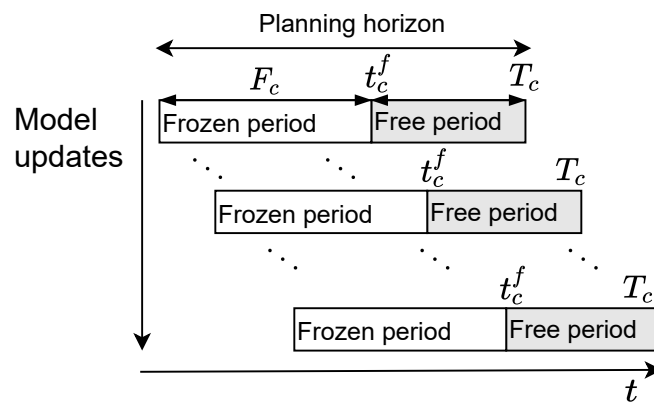 Planning horizon
$F_c$ $t_c^f$ $T_c$
Model
updates
Frozen period Free period
$t_c^f$ $T_c$
Frozen period Free period
$t_c^f$ $T_c$
Frozen period Free period
$t$